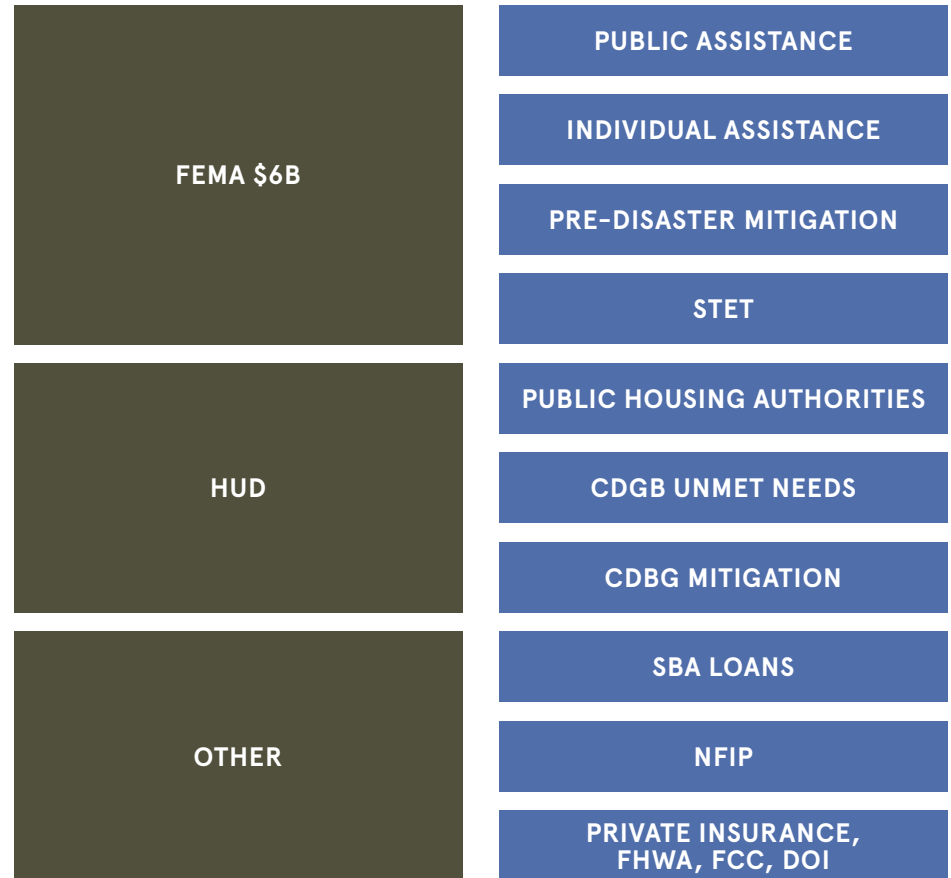 FEMA $6B
PUBLIC ASSISTANCE
INDIVIDUAL ASSISTANCE
PRE-DISASTER MITIGATION
STET
HUD
PUBLIC HOUSING AUTHORITIES
CDGB UNMET NEEDS
CDBG MITIGATION
OTHER
SBA LOANS
NFIP
PRIVATE INSURANCE,
FHWA, FCC, DOI